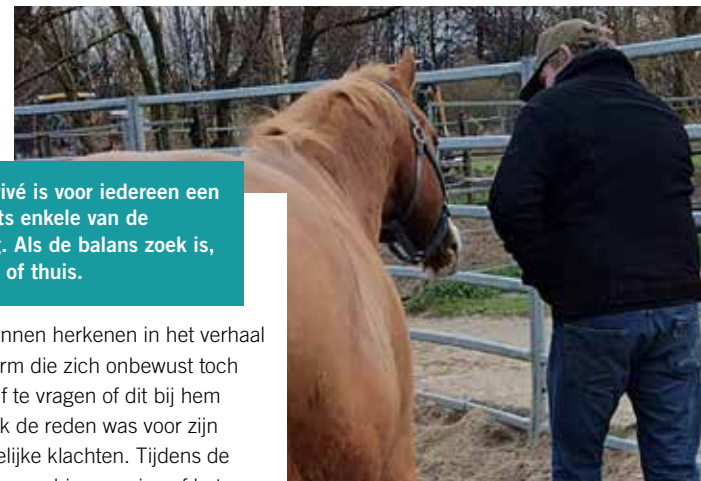 ivé is voor iedereen een
ts enkele van de
. Als de balans zoek is,
of thuis.
nnen herkenen in het verhaal
rm die zich onbewust toch
f te vragen of dit bij hem
k de reden was voor zijn
elijke klachten. Tijdens de